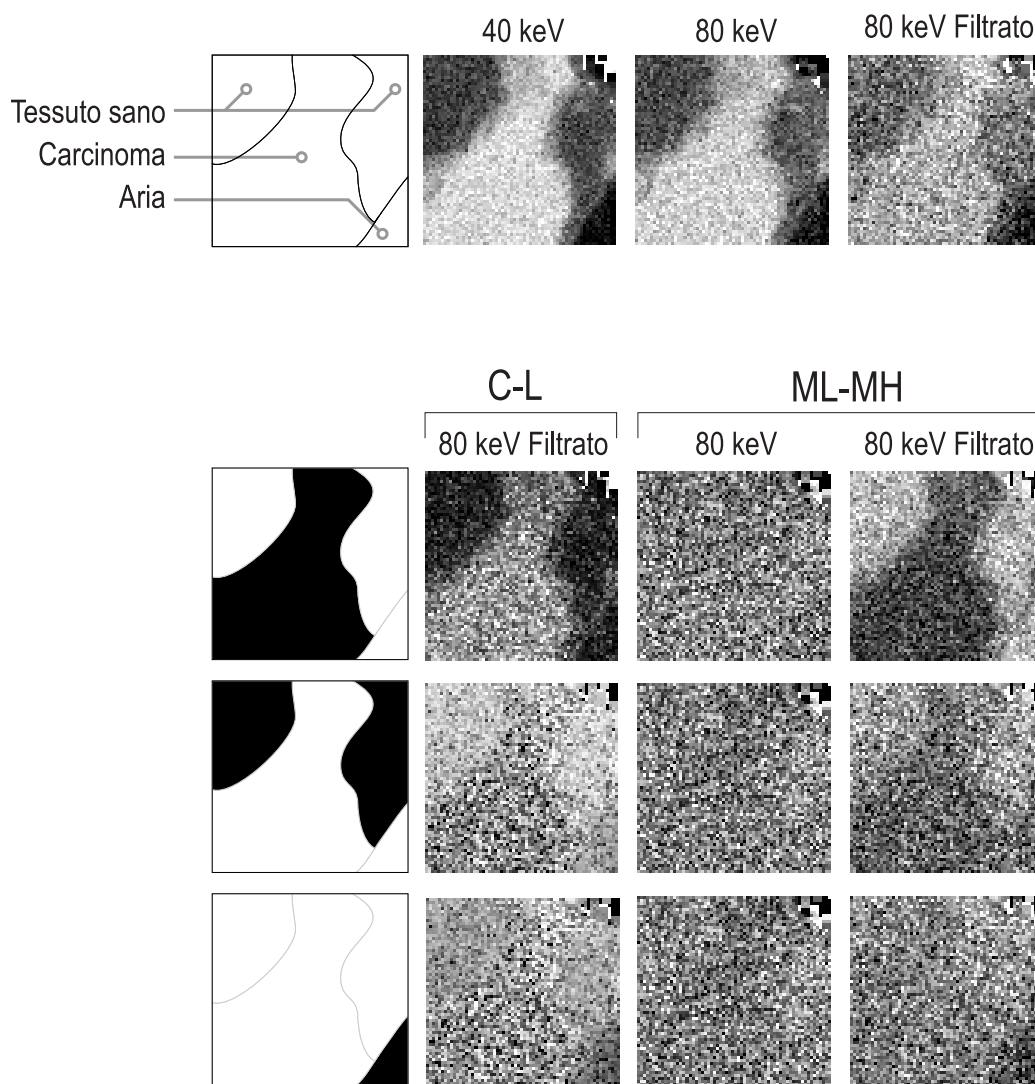 40 keV 80 keV 80 keV Filtrato
Tessuto sano
Carcinoma
Aria
C-L ML-MH
80 keV Filtrato 80 keV 80 keV Filtrato